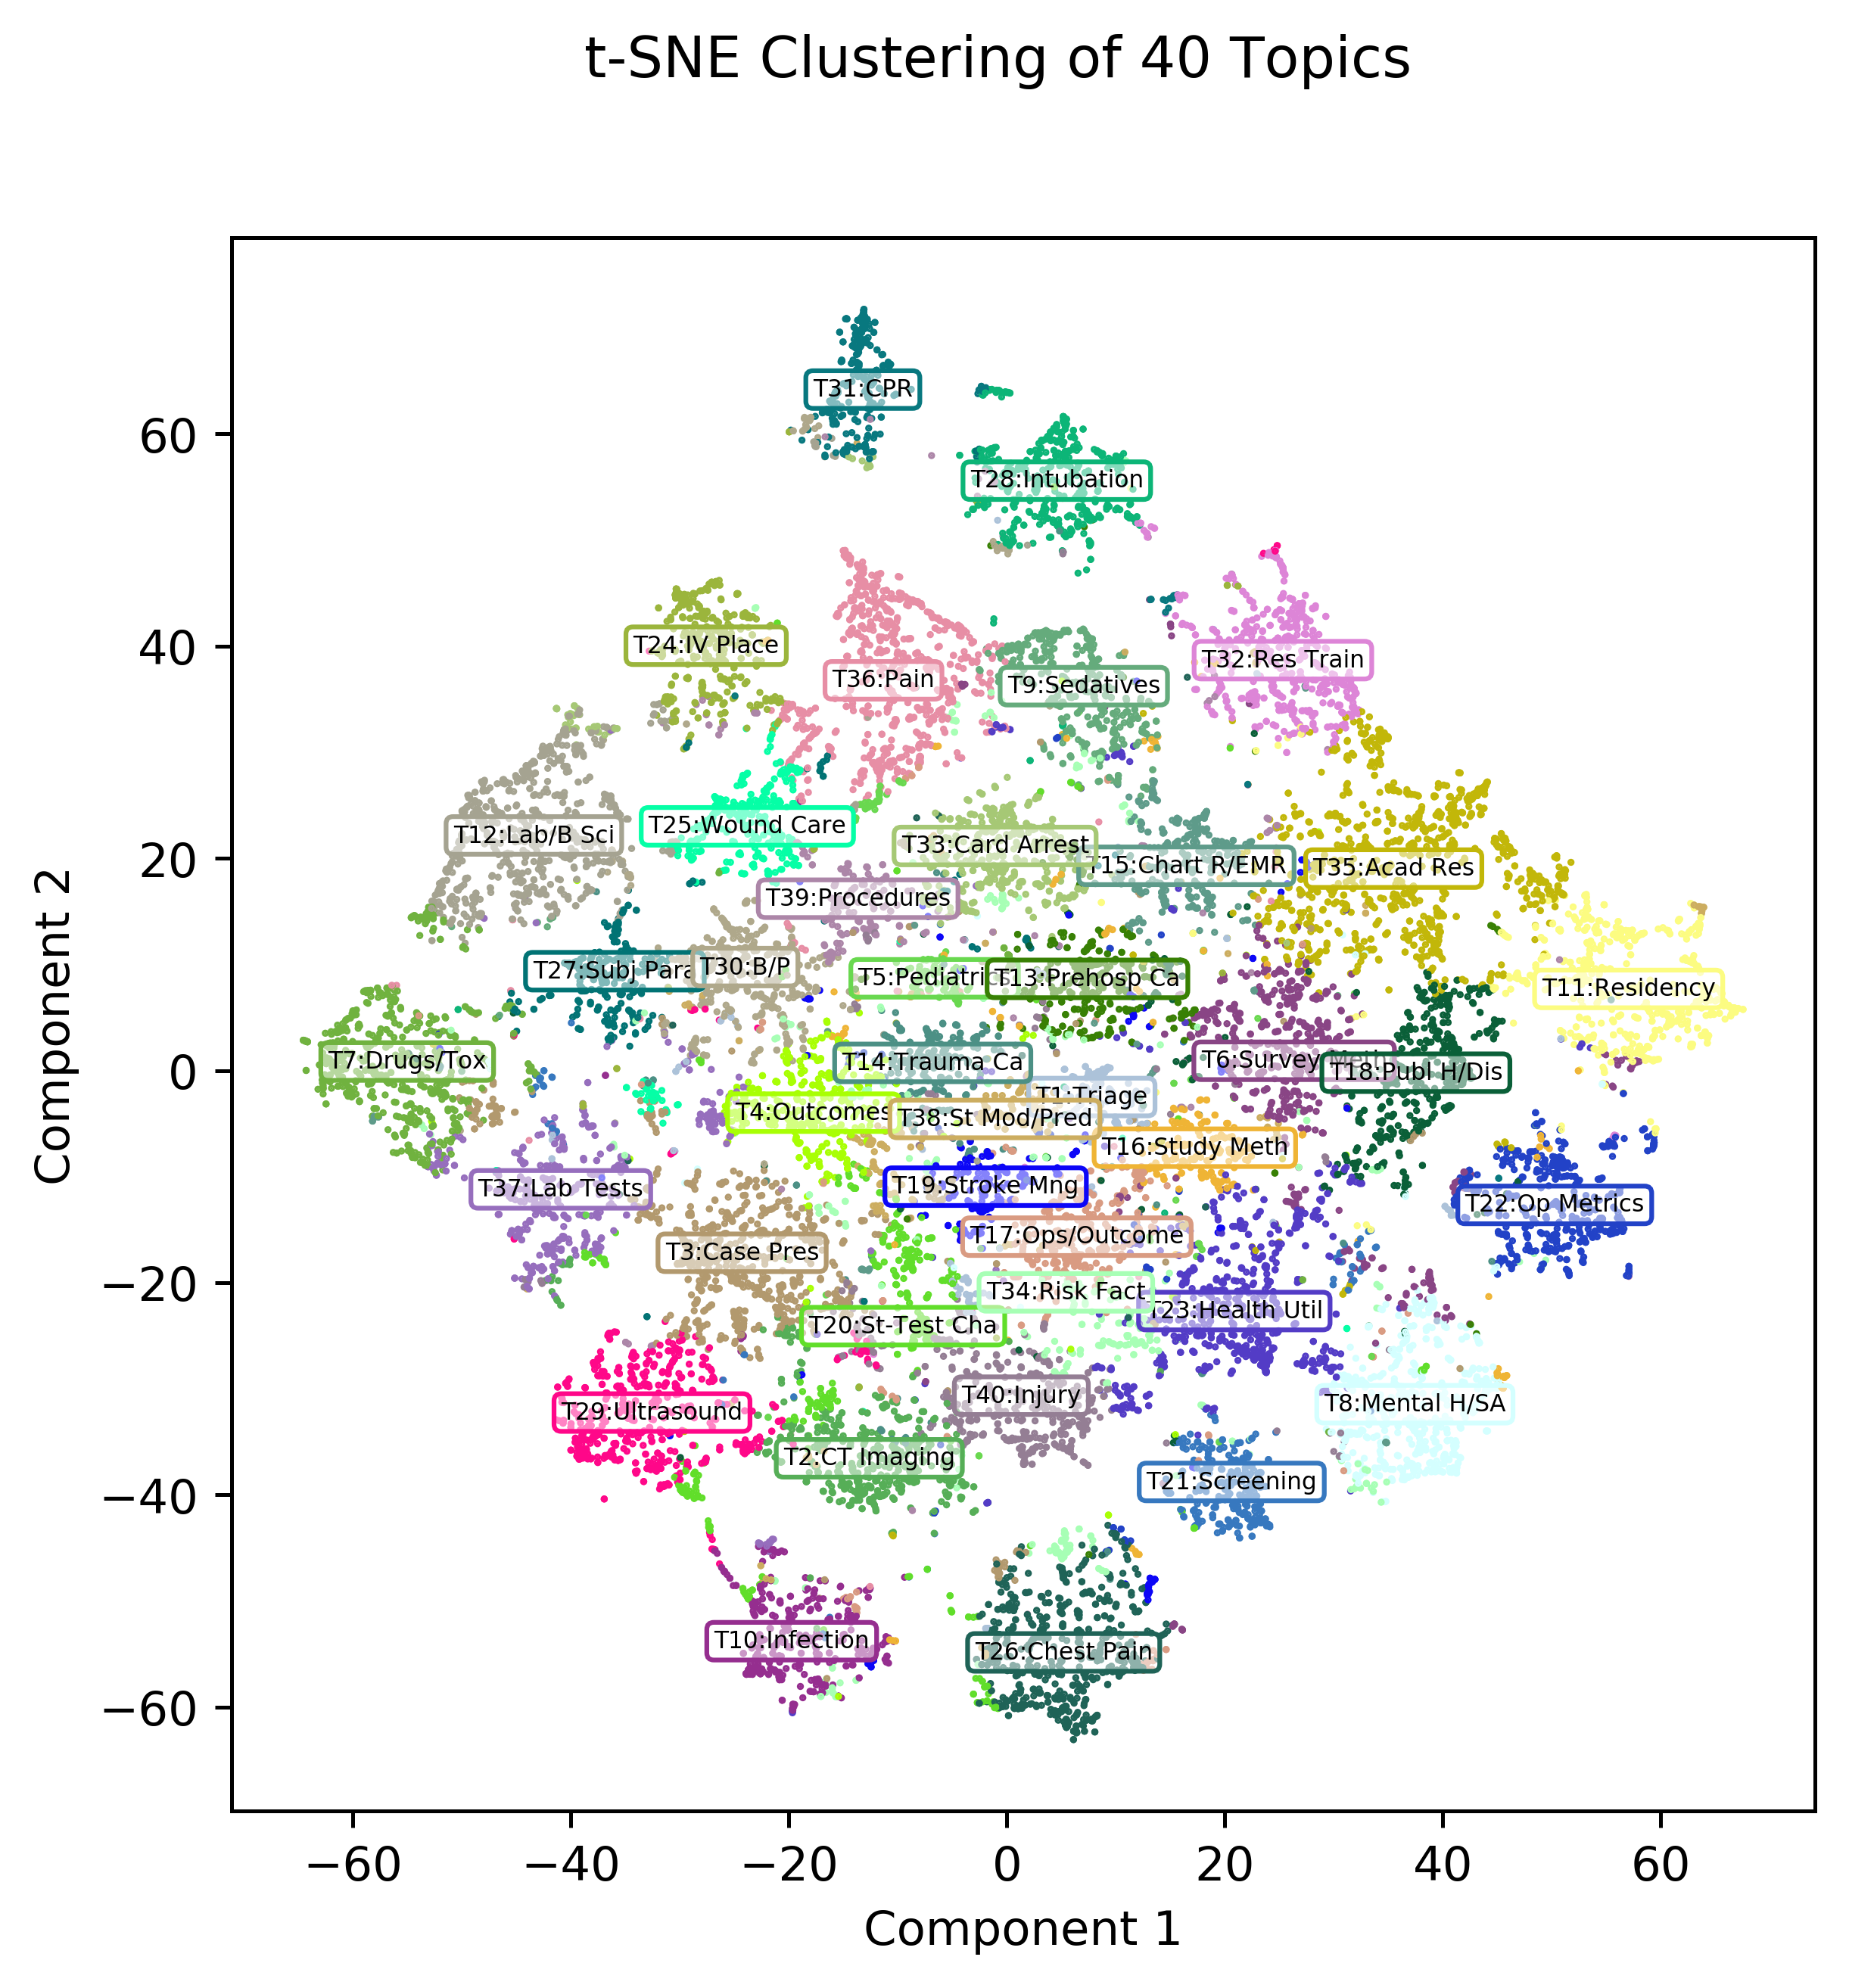 t-SNE Clustering of 40 Topics
Component 2
60
40
20
0
−20
−40
−60
T31:CPR
T28:Intubation
T24:IV Place
T32:Res Train
T36:Pain
T9:Sedatives
T12:Lab/B Sci
T25:Wound Care
T33:Card Arrest
T15:Chart R/EMR
T35:Acad Res
T39:Procedures
T27:Subj Para
T30:B/P
T5:Pediatric
T13:Prehosp Ca
T11:Residency
T7:Drugs/Tox
T14:Trauma Ca
T6:Survey Meth
T18:Publ H/Dis
T1:Triage
T4:Outcomes
T38:St Mod/Pred
T16:Study Meth
T37:Lab Tests
T19:Stroke Mng
T22:Op Metrics
T3:Case Pres
T17:Ops/Outcome
T34:Risk Fact
T23:Health Util
T20:St-Test Cha
T40:Injury
T8:Mental H/SA
T29:Ultrasound
T2:CT Imaging
T21:Screening
T10:Infection
T26:Chest Pain
−60 −40 −20 0 20 40 60
Component 1